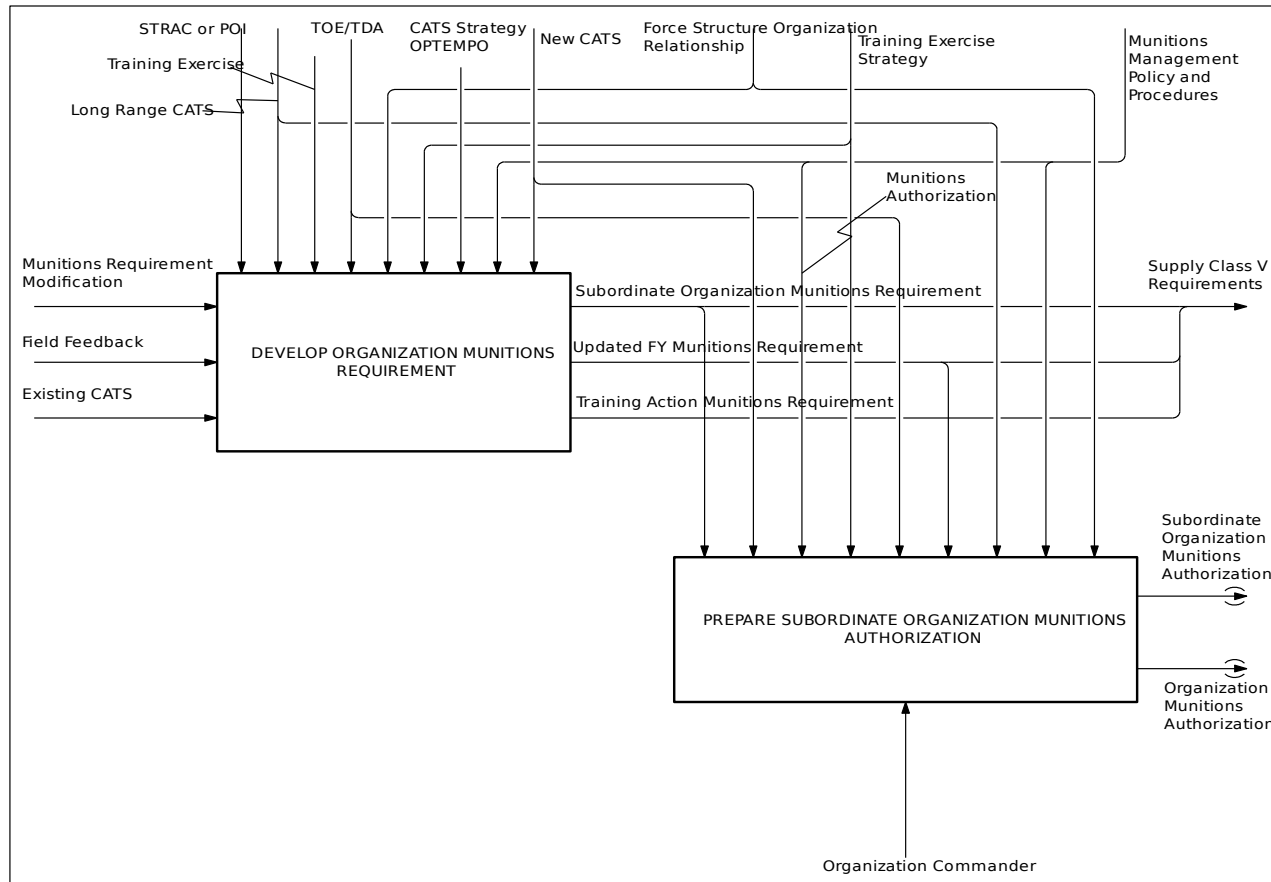 STRAC or POI
TOE/TDA
CATS Strategy
OPTEMPO
New CATS
Force Structure Organization
Relationship
Training Exercise
Strategy
Munitions
Management
Policy and
Procedures
Training Exercise
Long Range CATS
Munitions
Authorization
Munitions Requirement
Modification
Field Feedback
Existing CATS
DEVELOP ORGANIZATION MUNITIONS
REQUIREMENT
Subordinate Organization Munitions Requirement
Updated FY Munitions Requirement
Training Action Munitions Requirement
Supply Class V
Requirements
Subordinate
Organization
Munitions
Authorization
PREPARE SUBORDINATE ORGANIZATION MUNITIONS
AUTHORIZATION
Organization
Munitions
Authorization
Organization Commander